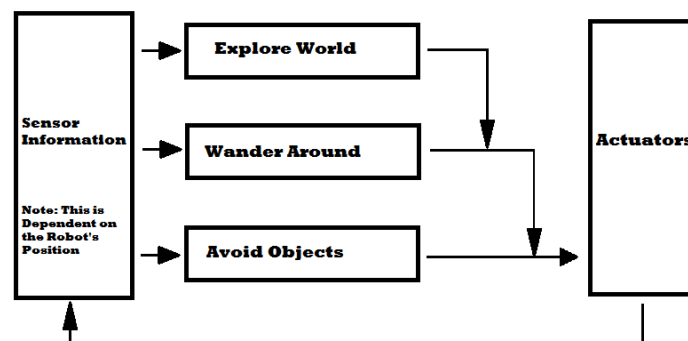 Explore World
Sensor
Information
Wander Around
Actuators
Note: This is
Dependent on
the Robot's
Position
Avoid Objects